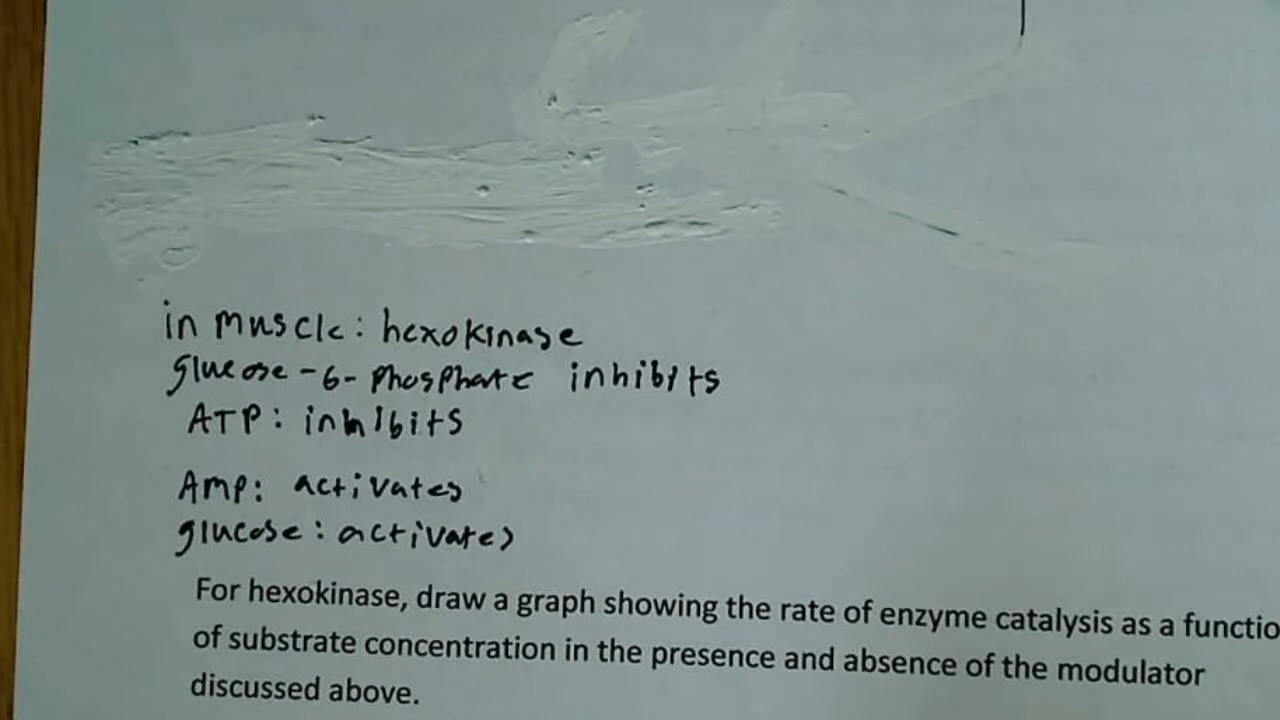 in muscle: hexokinase
glucose-6-phosphate inhibits
ATP: inhibits
Amp: activates
glucose: activates
For hexokinase, draw a graph showing the rate of enzyme catalysis as a functio
of substrate concentration in the presence and absence of the modulator
discussed above.